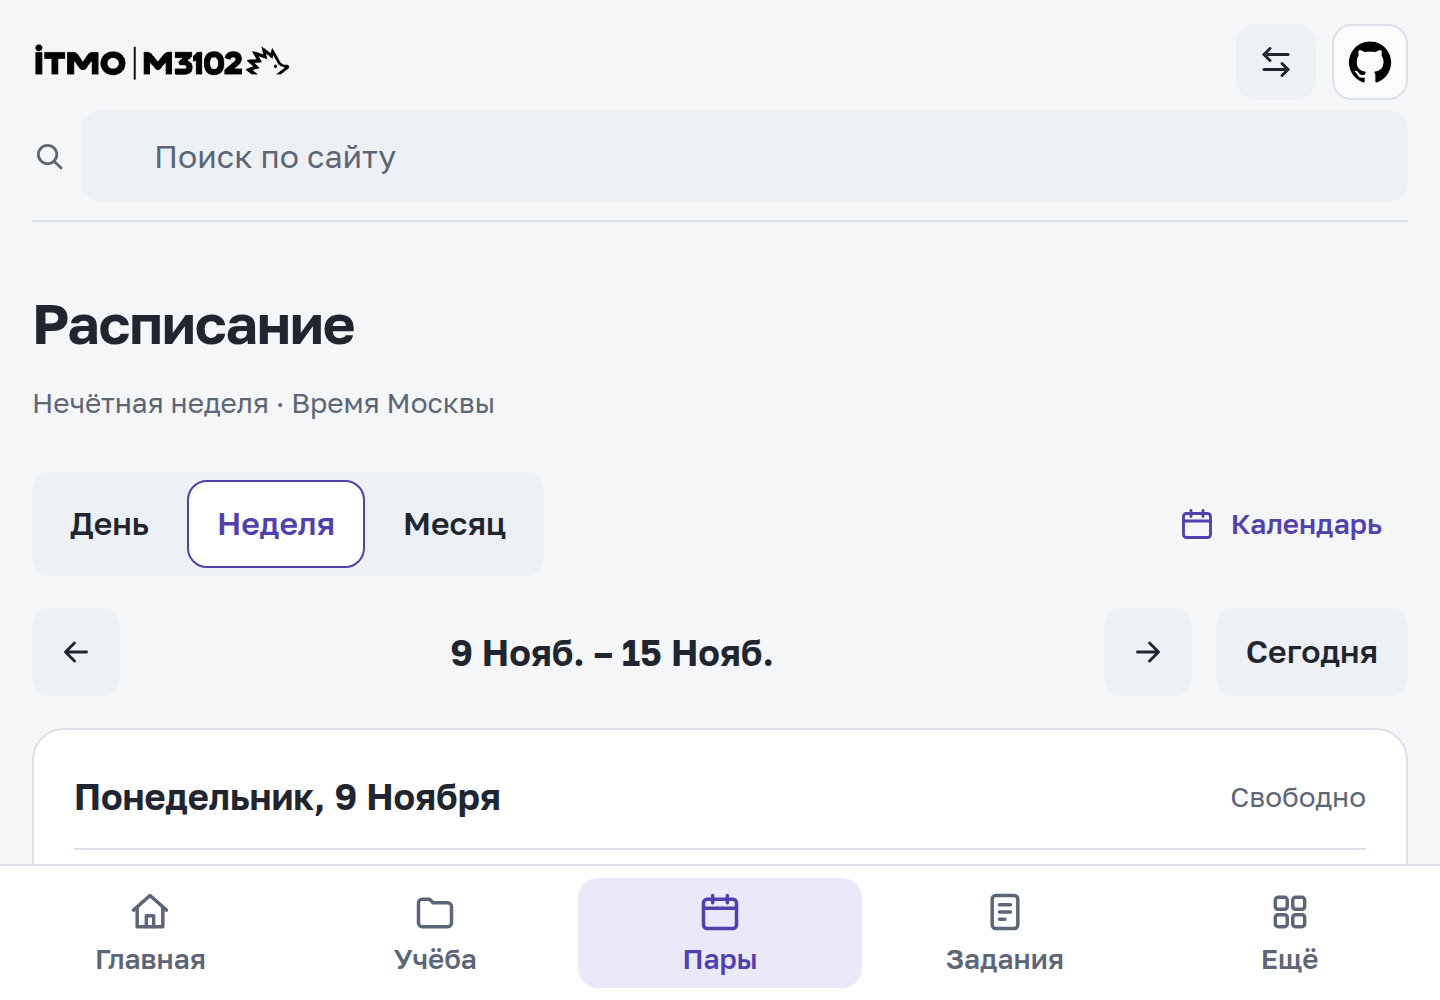 iTMO | M3102
Поиск по сайту
Расписание
Нечётная неделя · Время Москвы
День Неделя Месяц Календарь
9 Нояб. – 15 Нояб. Сегодня
Понедельник, 9 Ноября Свободно
Главная Учёба Пары Задания Ещё